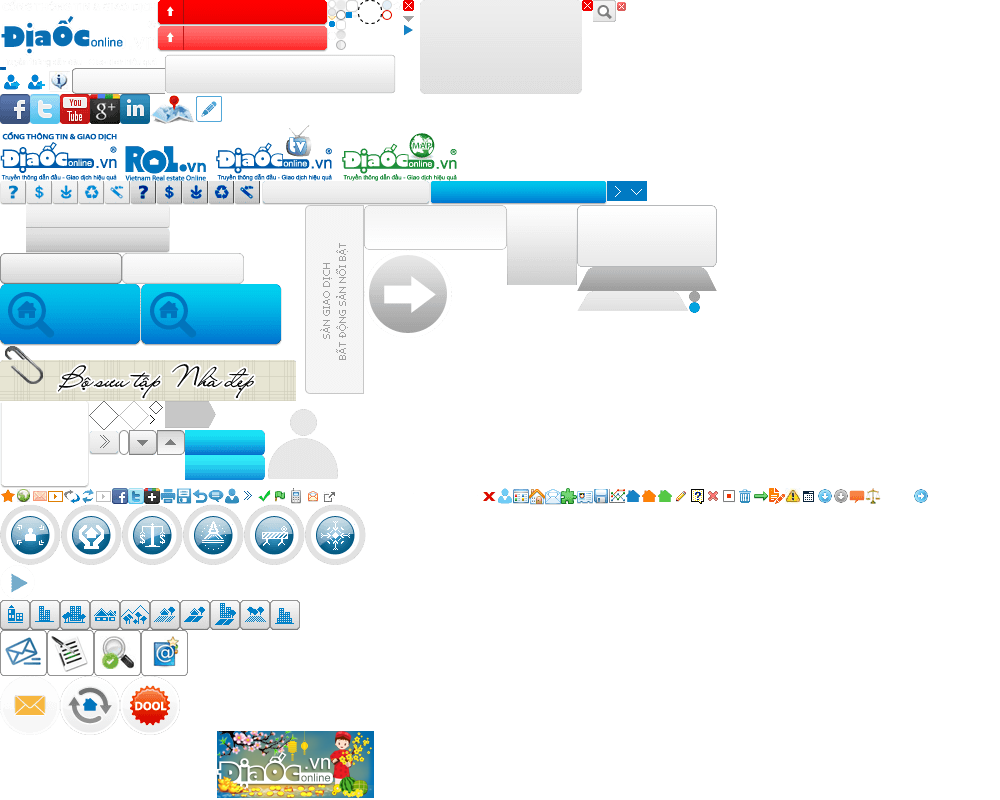 ĐịaỐc online
You
Tube
g+
in
CỔNG THÔNG TIN & GIAO DỊCH
ĐịaỐc online .vn ®
Truyền thông dẫn đầu - Giao dịch hiệu quả
ROL.vn
Vietnam Real estate Online
ĐịaỐc online .vn ®
tv
Truyền thông dẫn đầu - Giao dịch hiệu quả
ĐịaỐc online .vn ®
MAP
Truyền thông dẫn đầu - Giao dịch hiệu quả
? $
? $
SÀN GIAO DỊCH
BẤT ĐỘNG SẢN NỔI BẬT
Bộ sưu tập Nhà đẹp
@
DOOL
ĐịaỐc .vn
online